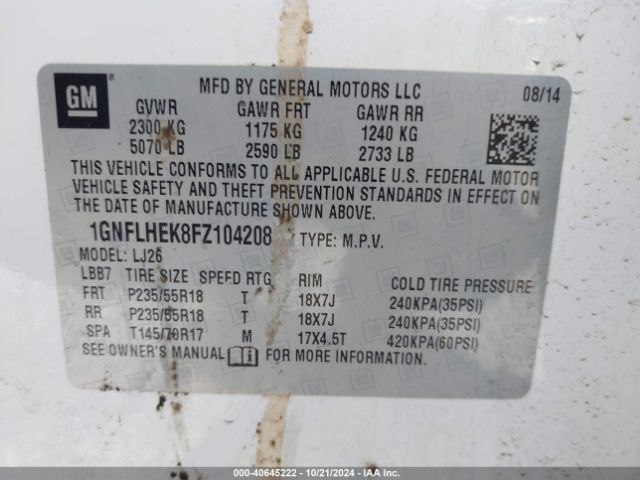 GM
MFD BY GENERAL MOTORS LLC 08/14
GVWR GAWR FRT GAWR RR
2300 KG 1175 KG 1240 KG
5070 LB 2590 LB 2733 LB
THIS VEHICLE CONFORMS TO ALL APPLICABLE U.S. FEDERAL MOTOR
VEHICLE SAFETY AND THEFT PREVENTION STANDARDS IN EFFECT ON
THE DATE OF MANUFACTURE SHOWN ABOVE.
1GNFLHEK8FZ104208 TYPE: M.P.V.
MODEL: LJ26
LBB7 TIRE SIZE SPEED RTG RIM COLD TIRE PRESSURE
FRT P235/55R18 T 18X7J 240KPA(35PSI)
RR P235/55R18 T 18X7J 240KPA(35PSI)
SPA T145/70R17 M 17X4.5T 420KPA(60PSI)
SEE OWNER'S MANUAL FOR MORE INFORMATION.
000-40645222 - 10/21/2024 - IAA Inc.